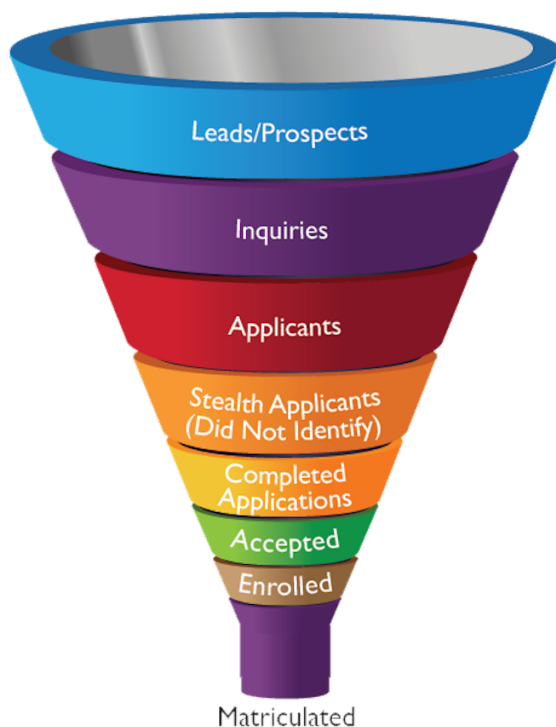 Leads/Prospects
Inquiries
Applicants
Stealth Applicants
(Did Not Identify)
Completed
Applications
Accepted
Enrolled
Matriculated